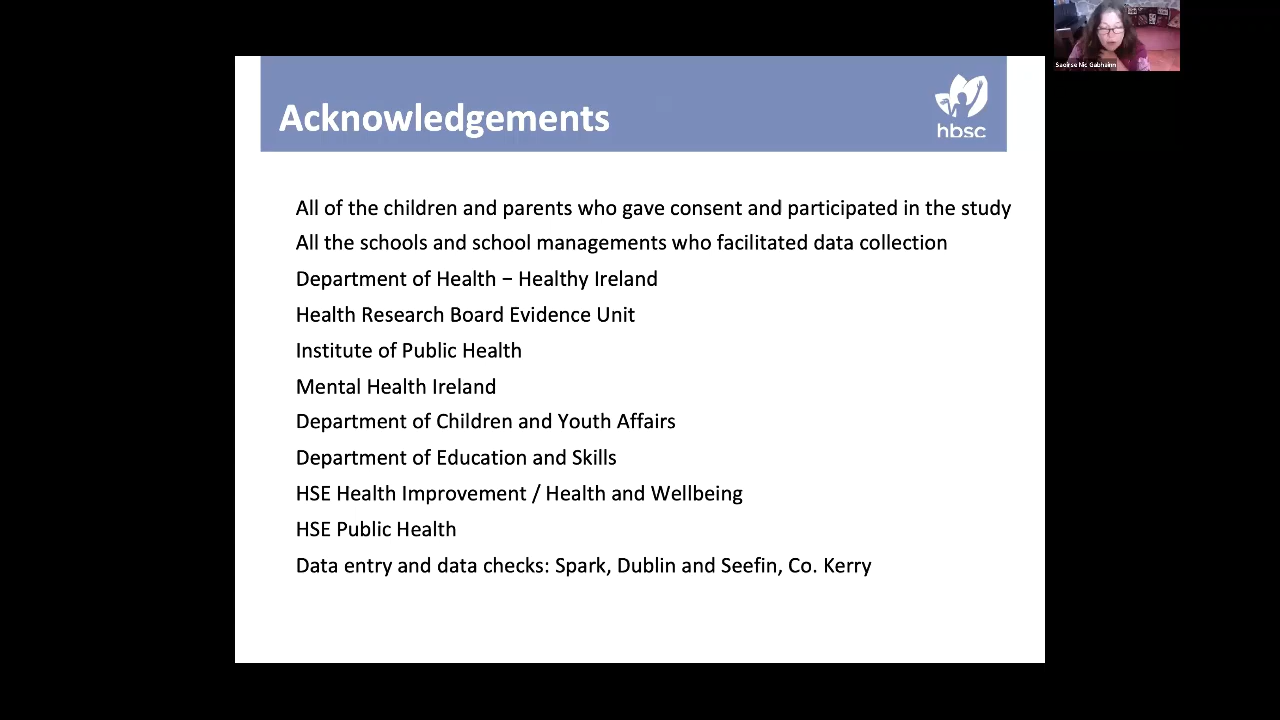 Saoirse Nic Gabhainn
Acknowledgements
hbsc
All of the children and parents who gave consent and participated in the study
All the schools and school managements who facilitated data collection
Department of Health – Healthy Ireland
Health Research Board Evidence Unit
Institute of Public Health
Mental Health Ireland
Department of Children and Youth Affairs
Department of Education and Skills
HSE Health Improvement / Health and Wellbeing
HSE Public Health
Data entry and data checks: Spark, Dublin and Seefin, Co. Kerry